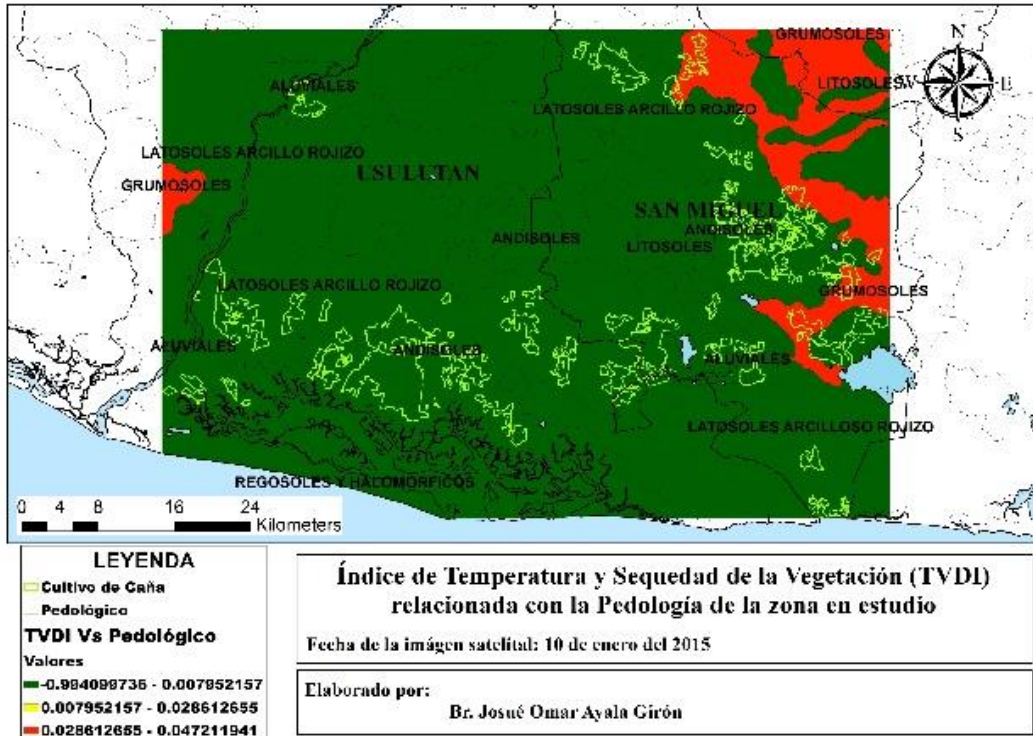 GRUMOSOLES
N
ALUVIALES
LITOSOLES
W
E
S
LATOSOLES ARCILLO ROJIZO
LATOSOLES ARCILLO ROJIZO
USULUTAN
GRUMOSOLES
SAN MIGUEL
ANDISOLES
ANDISOLES
LITOSOLES
LATOSOLES ARCILLO ROJIZO
GRUMOSOLES
ALUVIALES
ANDISOLES
ALUVIALES
LATOSOLES ARCILLOSO ROJIZO
REGOSOLES Y HALOMORFICOS
0 4 8 16 24
Kilometers
LEYENDA
Cultivo de Caña
Pedológico
TVDI Vs Pedológico
Valores
-0.994099736 - 0.007952157
0.007952157 - 0.028612655
0.028612655 - 0.047211941
Índice de Temperatura y Sequedad de la Vegetación (TVDI)
relacionada con la Pedología de la zona en estudio
Fecha de la imágen satelital: 10 de enero del 2015
Elaborado por:
Br. Josué Omar Ayala Girón